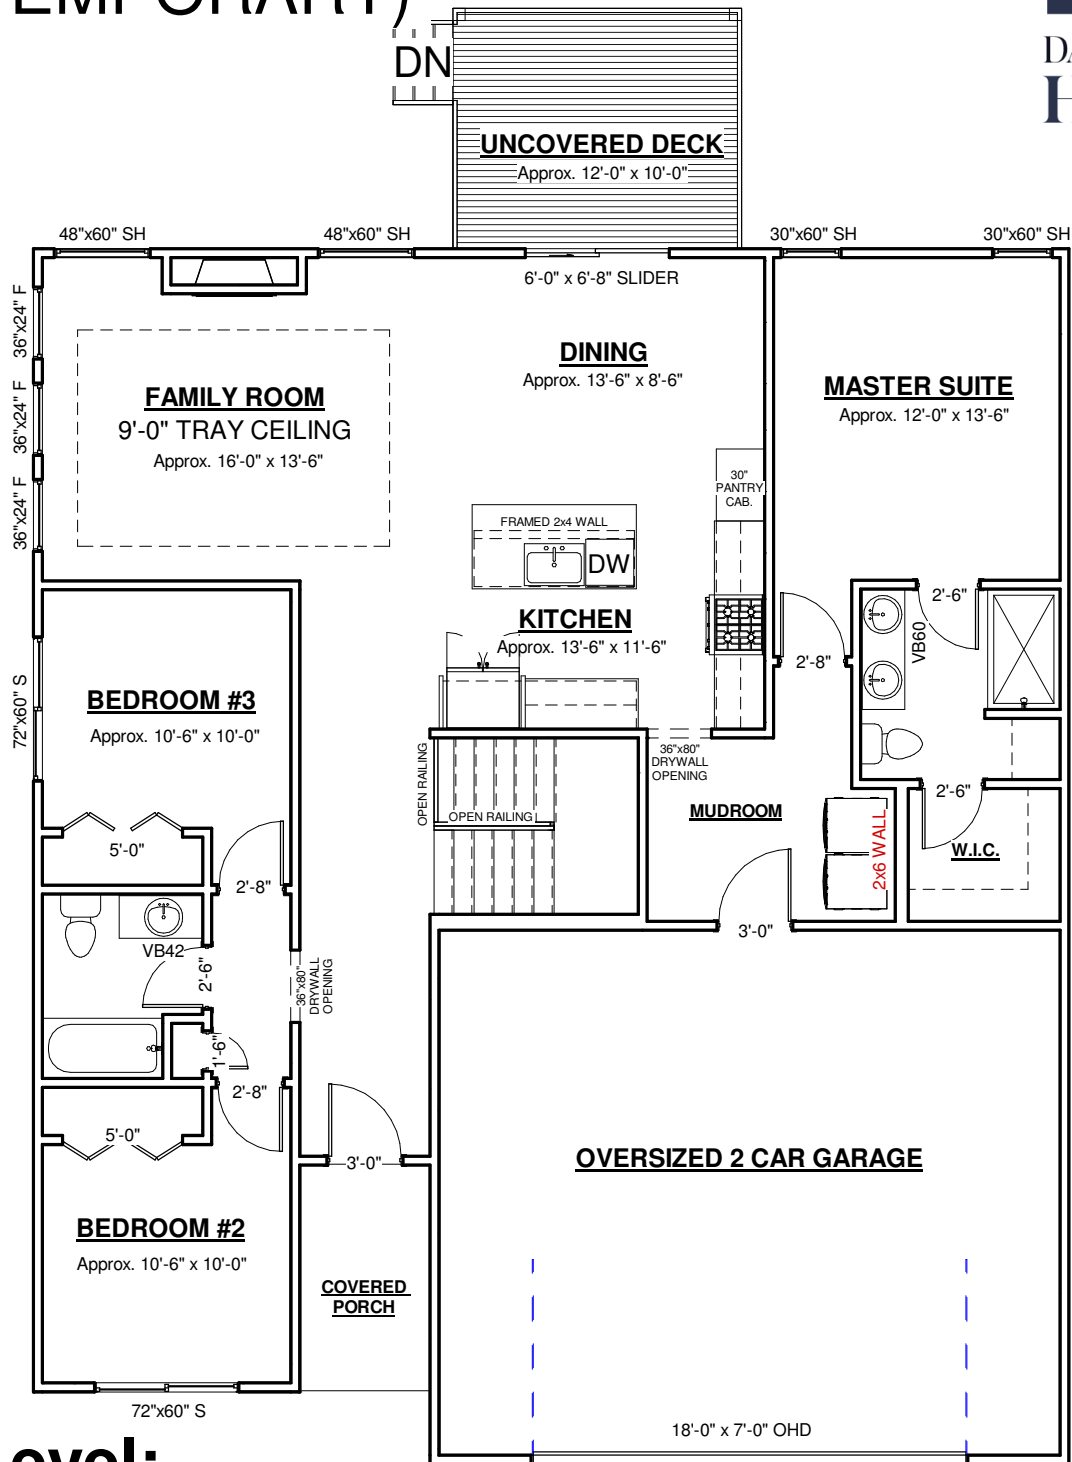 EMPORARY)
DN
UNCOVERED DECK
Approx. 12'-0" x 10'-0"
48"x60" SH
48"x60" SH
30"x60" SH
30"x60" SH
6'-0" x 6'-8" SLIDER
36"x24" F
36"x24" F
36"x24" F
FAMILY ROOM
9'-0" TRAY CEILING
Approx. 16'-0" x 13'-6"
DINING
Approx. 13'-6" x 8'-6"
MASTER SUITE
Approx. 12'-0" x 13'-6"
30"
PANTRY
CAB.
FRAMED 2x4 WALL
DW
KITCHEN
Approx. 13'-6" x 11'-6"
2'-6"
VB60
2'-8"
72"x60" S
BEDROOM #3
Approx. 10'-6" x 10'-0"
OPEN RAILING
OPEN RAILING
36"x80"
DRYWALL
OPENING
MUDROOM
2x6 WALL
2'-6"
W.I.C.
5'-0"
2'-8"
3'-0"
VB42
2'-6"
36"x80"
DRYWALL
OPENING
1'-6"
2'-8"
5'-0"
3'-0"
OVERSIZED 2 CAR GARAGE
BEDROOM #2
Approx. 10'-6" x 10'-0"
COVERED
PORCH
72"x60" S
18'-0" x 7'-0" OHD